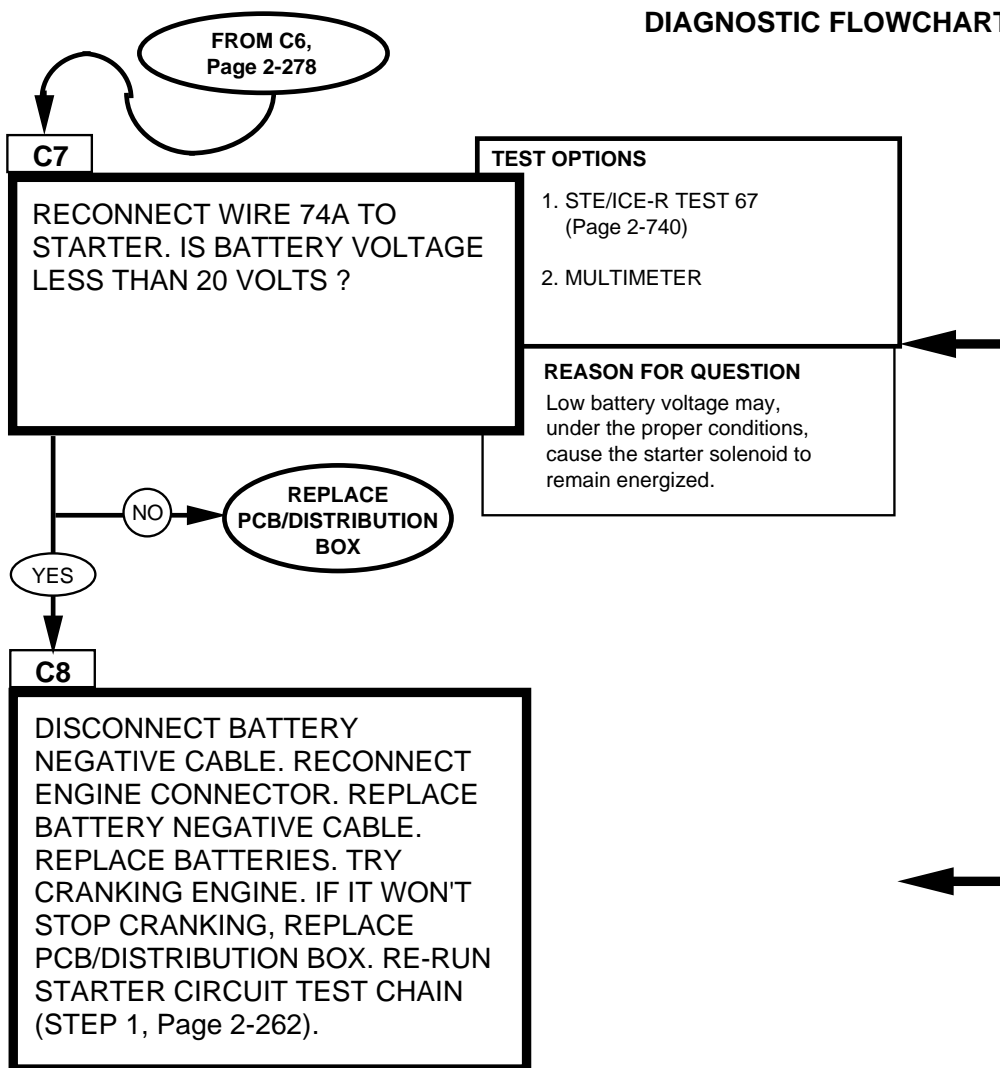 DIAGNOSTIC FLOWCHART
FROM C6,
Page 2-278
C7
RECONNECT WIRE 74A TO
STARTER. IS BATTERY VOLTAGE
LESS THAN 20 VOLTS ?
TEST OPTIONS
1. STE/ICE-R TEST 67
(Page 2-740)
2. MULTIMETER
REASON FOR QUESTION
Low battery voltage may,
under the proper conditions,
cause the starter solenoid to
remain energized.
NO
REPLACE
PCB/DISTRIBUTION
BOX
YES
C8
DISCONNECT BATTERY
NEGATIVE CABLE. RECONNECT
ENGINE CONNECTOR. REPLACE
BATTERY NEGATIVE CABLE.
REPLACE BATTERIES. TRY
CRANKING ENGINE. IF IT WON'T
STOP CRANKING, REPLACE
PCB/DISTRIBUTION BOX. RE-RUN
STARTER CIRCUIT TEST CHAIN
(STEP 1, Page 2-262).